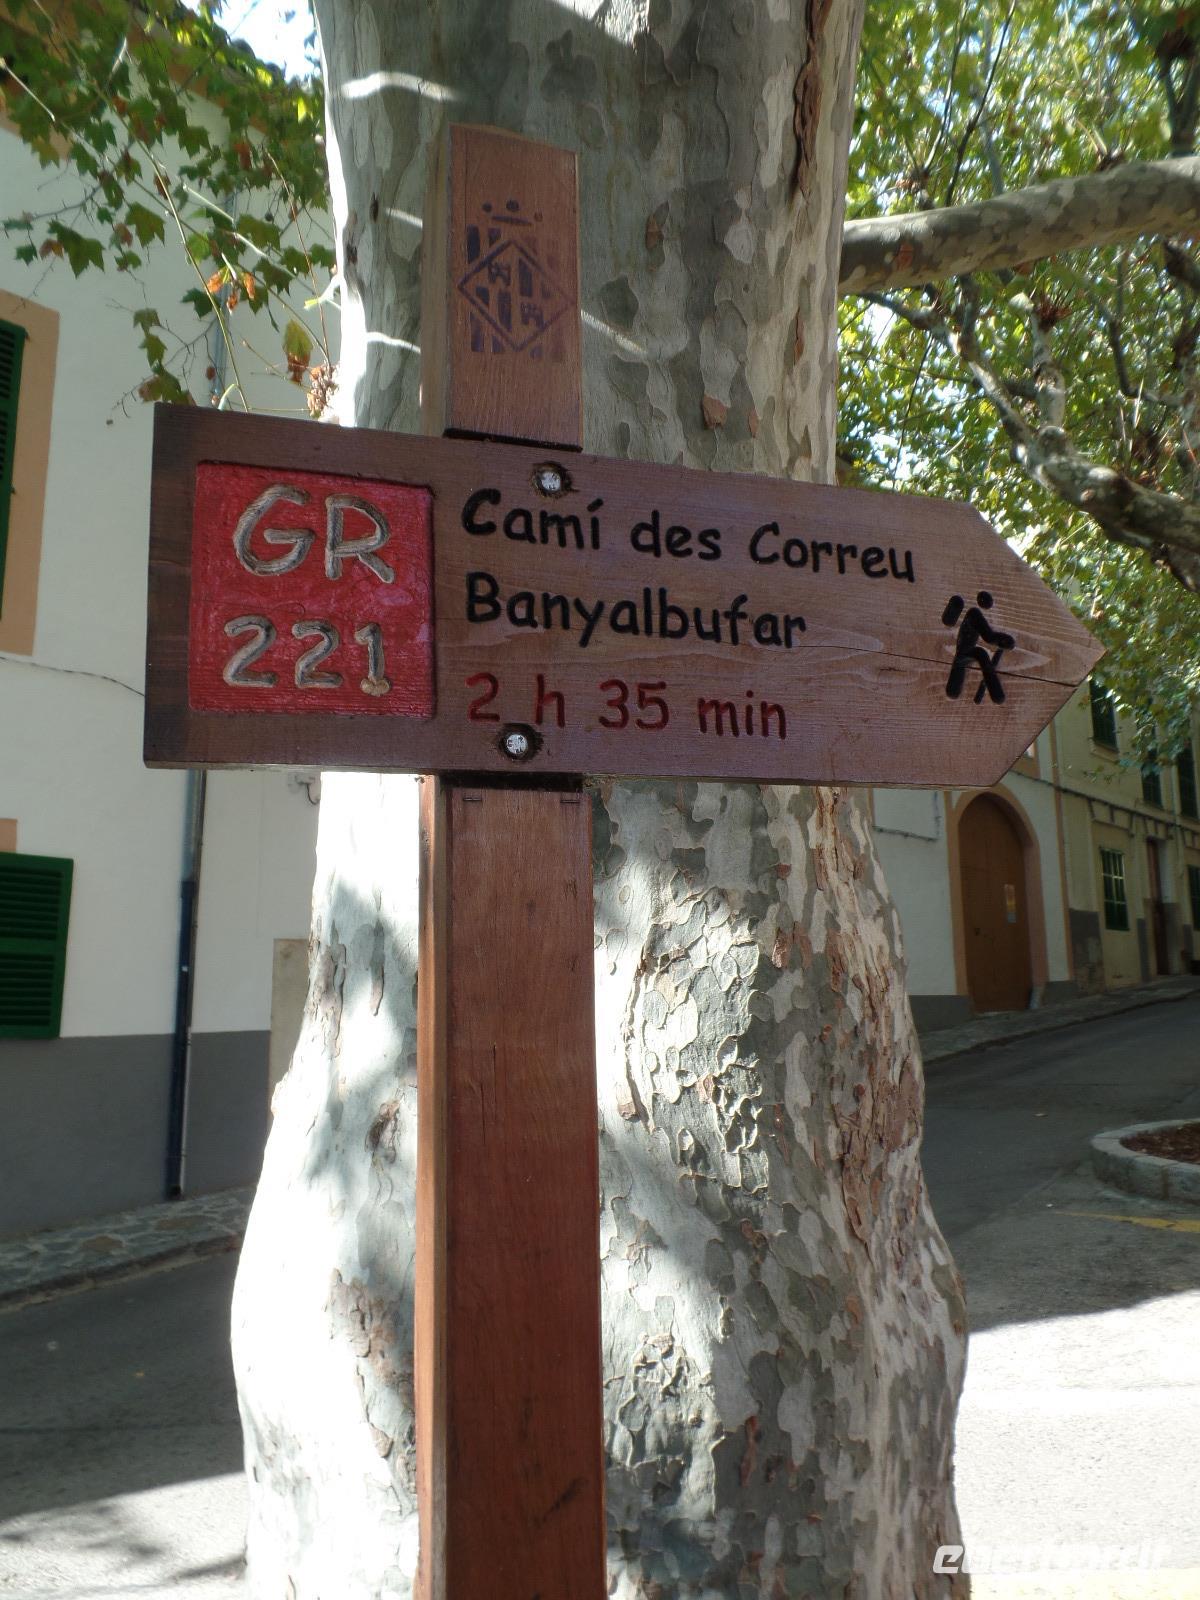 GR
221
Camí des Correu
Banyalbufar
2 h 35 min